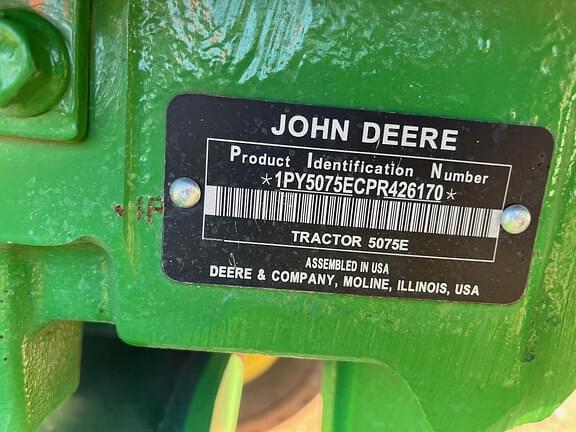 JOHN DEERE
Product Identification Number
*1PY5075ECPR426170*
TRACTOR 5075E
ASSEMBLED IN USA
DEERE & COMPANY, MOLINE, ILLINOIS, USA